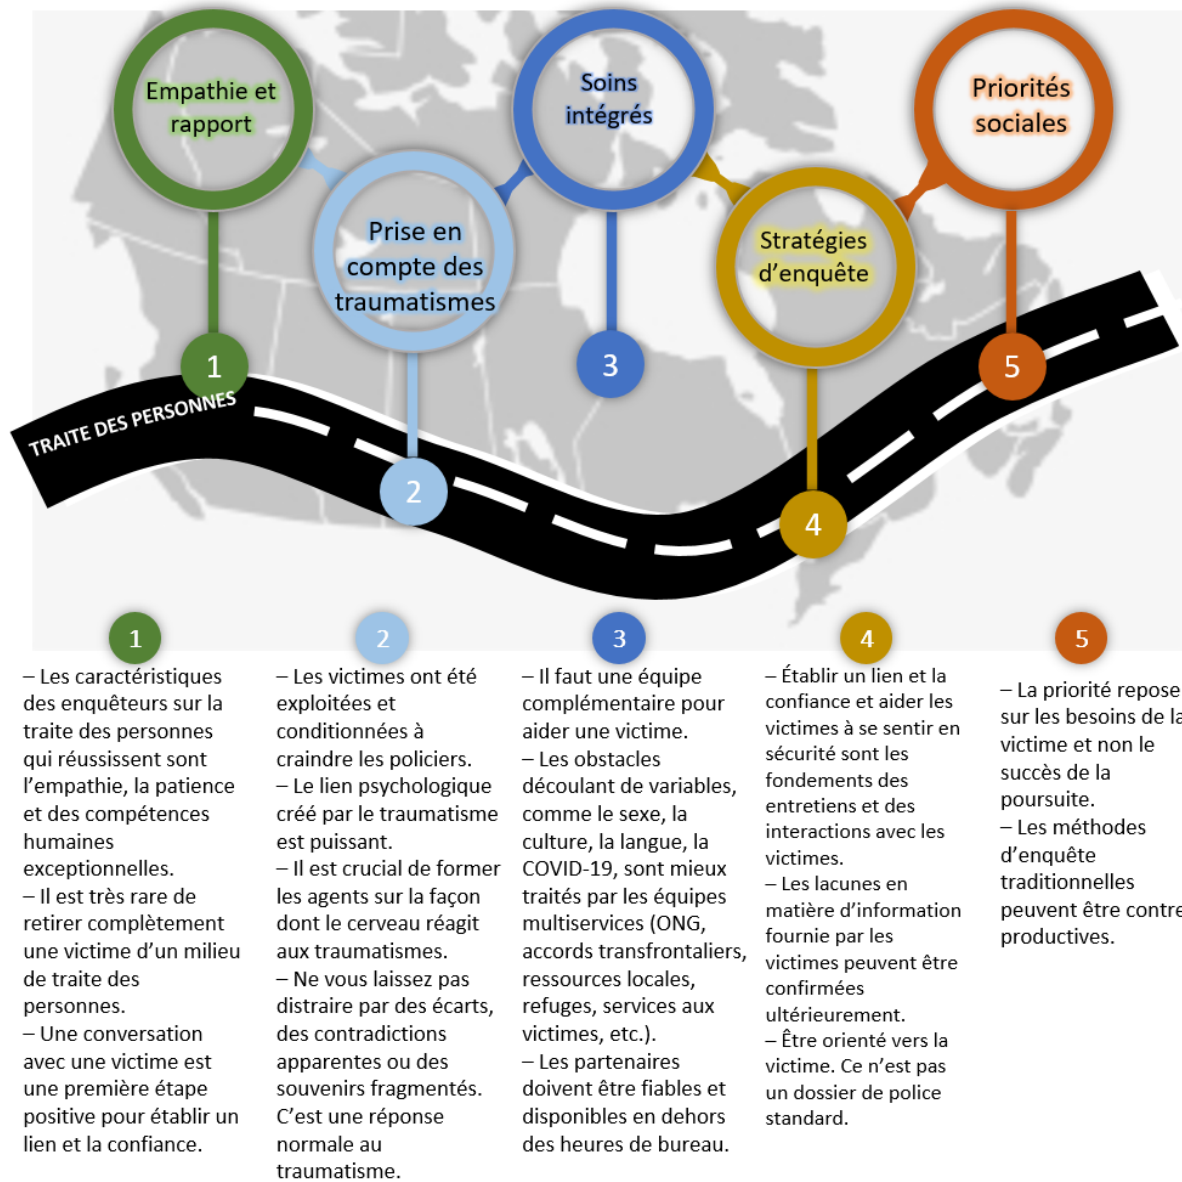 Empathie et
rapport
Prise en
compte des
traumatismes
Soins
intégrés
Stratégies
d’enquête
Priorités
sociales
1
2
3
4
5
TRAITE DES PERSONNES
1
– Les caractéristiques
des enquêteurs sur la
traite des personnes
qui réussissent sont
l’empathie, la patience
et des compétences
humaines
exceptionnelles.
– Il est très rare de
retirer complètement
une victime d’un milieu
de traite des
personnes.
– Une conversation
avec une victime est
une première étape
positive pour établir un
lien et la confiance.
2
– Les victimes ont été
exploitées et
conditionnées à
craindre les policiers.
– Le lien psychologique
créé par le traumatisme
est puissant.
– Il est crucial de former
les agents sur la façon
dont le cerveau réagit
aux traumatismes.
– Ne vous laissez pas
distraire par des écarts,
des contradictions
apparentes ou des
souvenirs fragmentés.
C’est une réponse
normale au
traumatisme.
3
– Il faut une équipe
complémentaire pour
aider une victime.
– Les obstacles
découlant de variables,
comme le sexe, la
culture, la langue, la
COVID-19, sont mieux
traités par les équipes
multiservices (ONG,
accords transfrontaliers,
ressources locales,
refuges, services aux
victimes, etc.).
– Les partenaires
doivent être fiables et
disponibles en dehors
des heures de bureau.
4
– Établir un lien et la
confiance et aider les
victimes à se sentir en
sécurité sont les
fondements des
entretiens et des
interactions avec les
victimes.
– Les lacunes en
matière d’information
fournie par les
victimes peuvent être
confirmées
ultérieurement.
– Être orienté vers la
victime. Ce n’est pas
un dossier de police
standard.
5
– La priorité repose
sur les besoins de la
victime et non le
succès de la
poursuite.
– Les méthodes
d’enquête
traditionnelles
peuvent être contre
productives.